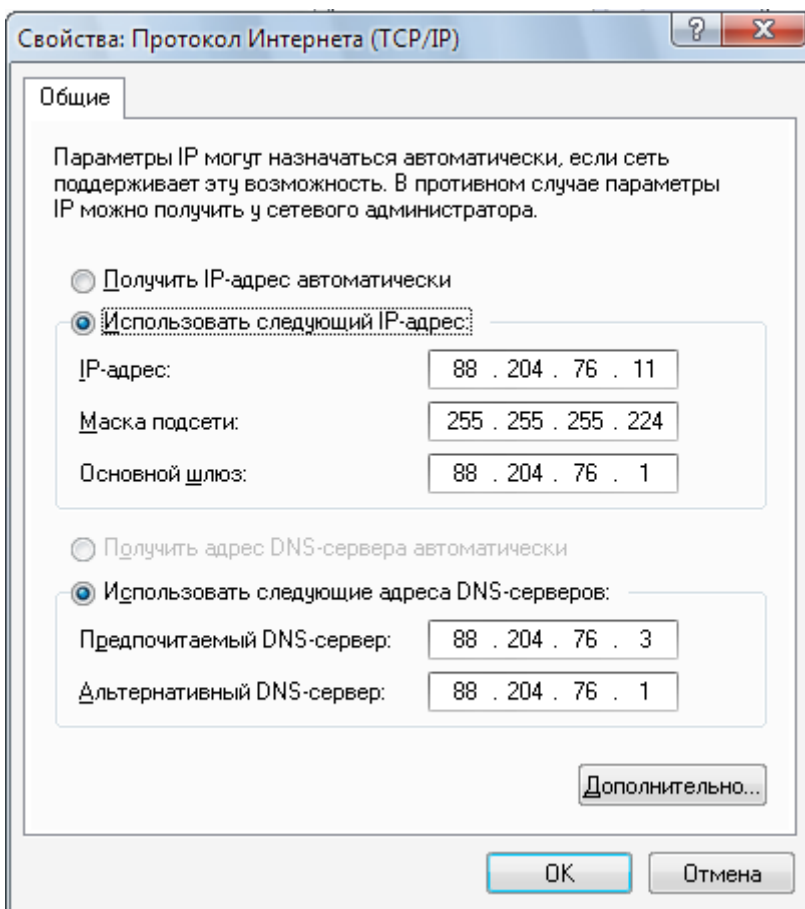 Свойства: Протокол Интернета (TCP/IP)
Общие
Параметры IP могут назначаться автоматически, если сеть
поддерживает эту возможность. В противном случае параметры
IP можно получить у сетевого администратора.
Получить IP-адрес автоматически
Использовать следующий IP-адрес:
IP-адрес: 88 . 204 . 76 . 11
Маска подсети: 255 . 255 . 255 . 224
Основной шлюз: 88 . 204 . 76 . 1
Получить адрес DNS-сервера автоматически
Использовать следующие адреса DNS-серверов:
Предпочитаемый DNS-сервер: 88 . 204 . 76 . 3
Альтернативный DNS-сервер: 88 . 204 . 76 . 1
Дополнительно...
OK Отмена